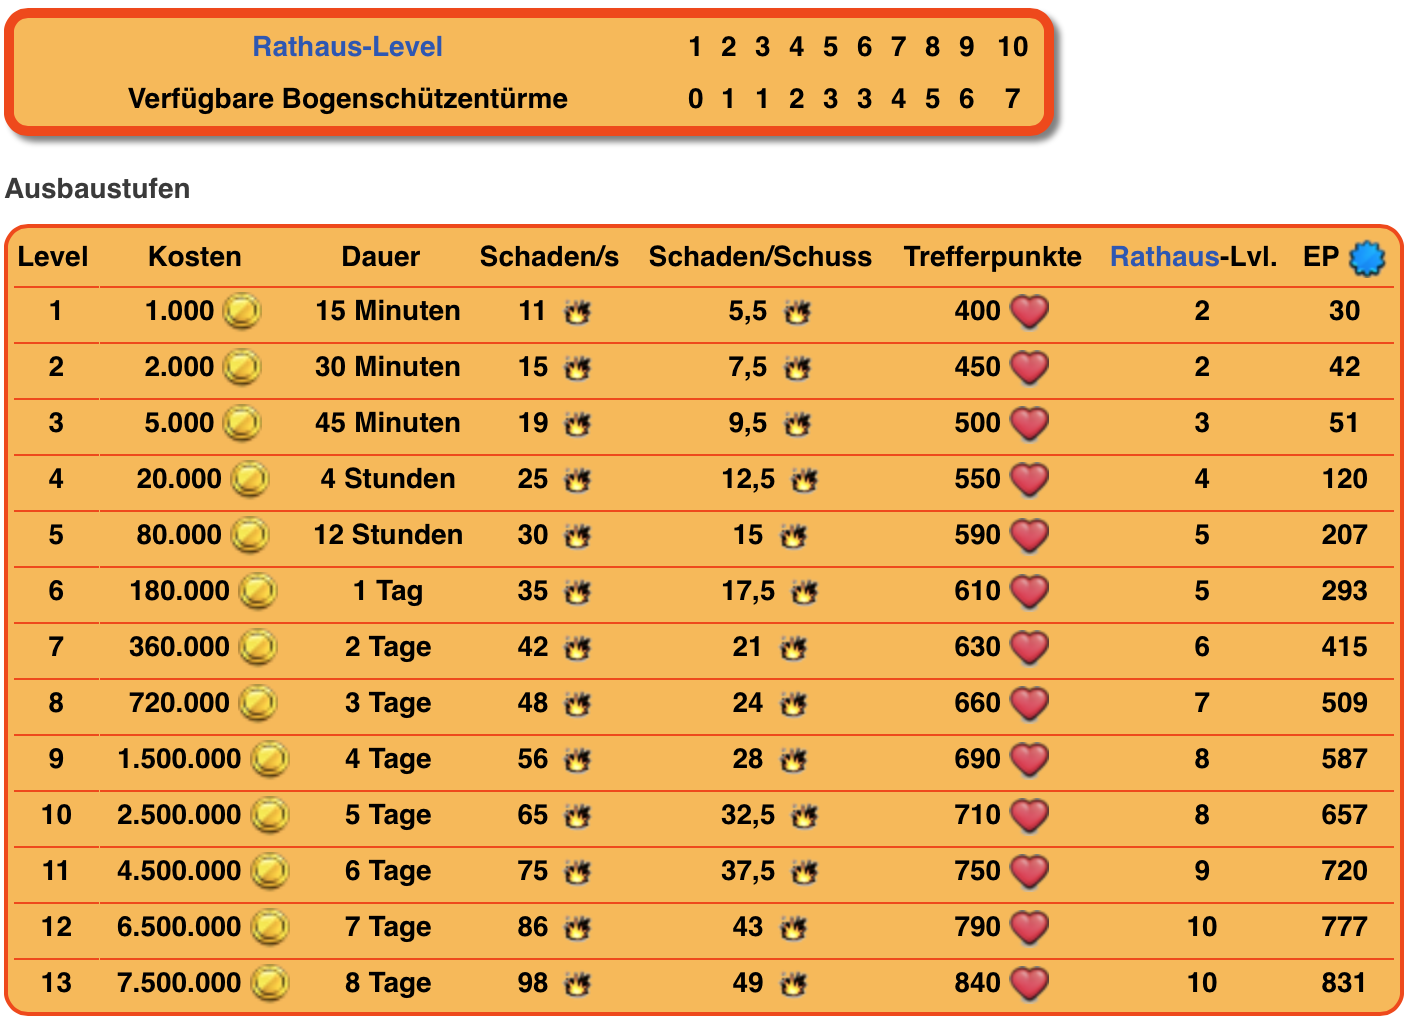 Rathaus-Level 1 2 3 4 5 6 7 8 9 10
Verfügbare Bogenschützentürme 0 1 1 2 3 3 4 5 6 7
Ausbaustufen
Level Kosten Dauer Schaden/s Schaden/Schuss Trefferpunkte Rathaus-Lvl. EP
1 1.000 15 Minuten 11 5,5 400 2 30
2 2.000 30 Minuten 15 7,5 450 2 42
3 5.000 45 Minuten 19 9,5 500 3 51
4 20.000 4 Stunden 25 12,5 550 4 120
5 80.000 12 Stunden 30 15 590 5 207
6 180.000 1 Tag 35 17,5 610 5 293
7 360.000 2 Tage 42 21 630 6 415
8 720.000 3 Tage 48 24 660 7 509
9 1.500.000 4 Tage 56 28 690 8 587
10 2.500.000 5 Tage 65 32,5 710 8 657
11 4.500.000 6 Tage 75 37,5 750 9 720
12 6.500.000 7 Tage 86 43 790 10 777
13 7.500.000 8 Tage 98 49 840 10 831